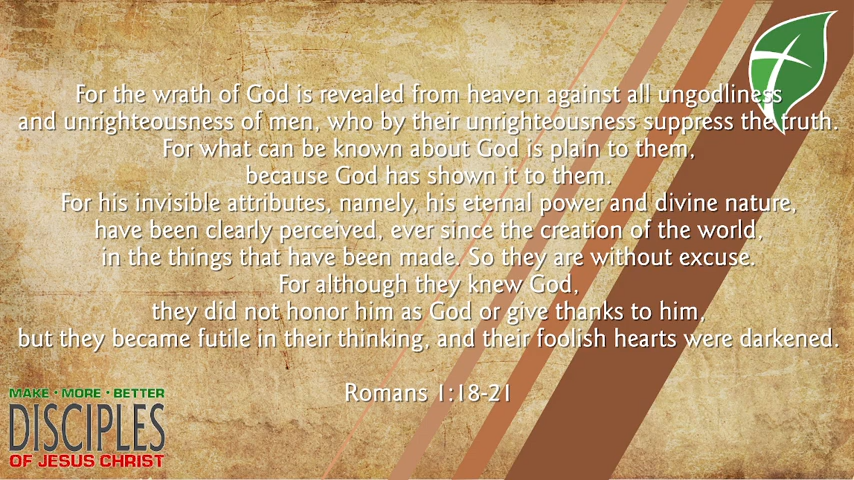 For the wrath of God is revealed from heaven against all ungodliness
and unrighteousness of men, who by their unrighteousness suppress the truth.
For what can be known about God is plain to them,
because God has shown it to them.
For his invisible attributes, namely, his eternal power and divine nature,
have been clearly perceived, ever since the creation of the world,
in the things that have been made. So they are without excuse.
For although they knew God,
they did not honor him as God or give thanks to him,
but they became futile in their thinking, and their foolish hearts were darkened.
Romans 1:18-21
MAKE · MORE · BETTER
DISCIPLES
OF JESUS CHRIST